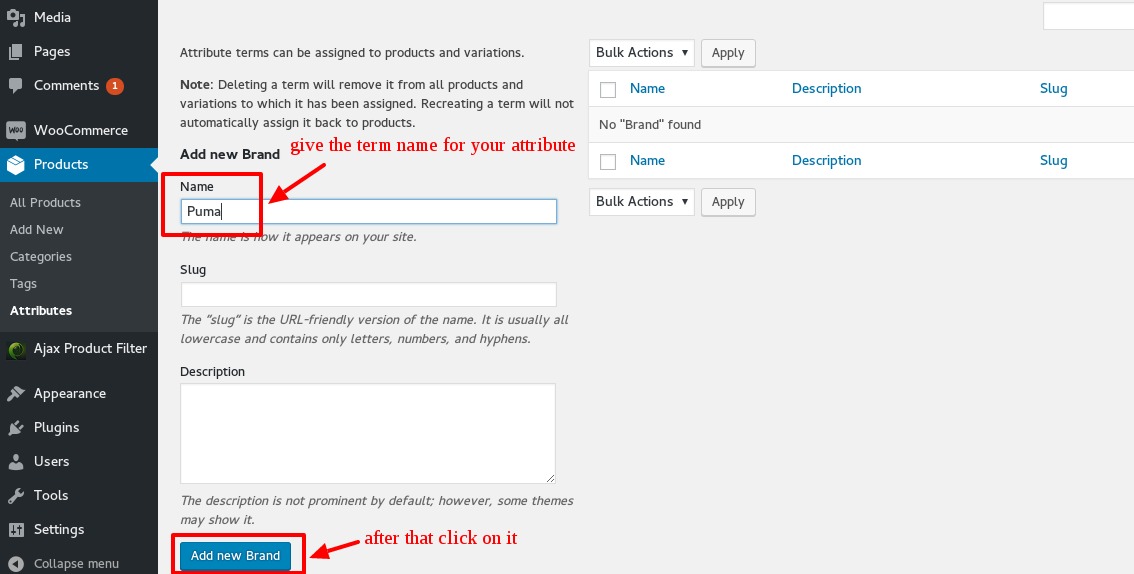 Media
Pages
Comments 1
WooCommerce
Products
All Products
Add New
Categories
Tags
Attributes
Ajax Product Filter
Appearance
Plugins
Users
Tools
Settings
Collapse menu
Attribute terms can be assigned to products and variations.
Note: Deleting a term will remove it from all products and
variations to which it has been assigned. Recreating a term will not
automatically assign it back to products.
give the term name for your attribute
Add new Brand
Name
Puma
The name is how it appears on your site.
Slug
The “slug” is the URL-friendly version of the name. It is usually all
lowercase and contains only letters, numbers, and hyphens.
Description
The description is not prominent by default; however, some themes
may show it.
after that click on it
Add new Brand
Bulk Actions Apply
Name Description Slug
No "Brand" found
Name Description Slug
Bulk Actions Apply